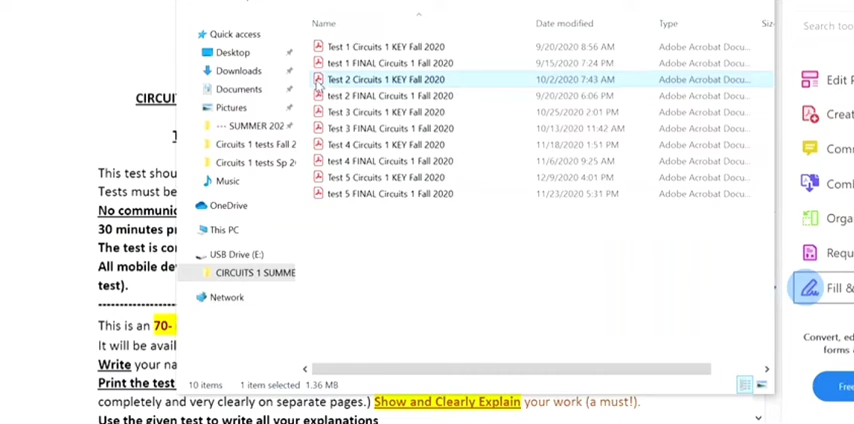 Name Date modified Type Siz
Search too
Quick access
Desktop
Downloads
Documents
Pictures
--- SUMMER 202
Circuits 1 tests Fall 2
Circuits 1 tests Sp 2
Music
OneDrive
This PC
USB Drive (E:)
CIRCUITS 1 SUMME
Network
Test 1 Circuits 1 KEY Fall 2020 9/20/2020 8:56 AM Adobe Acrobat Docu...
test 1 FINAL Circuits 1 Fall 2020 9/15/2020 7:24 PM Adobe Acrobat Docu...
Test 2 Circuits 1 KEY Fall 2020 10/2/2020 7:43 AM Adobe Acrobat Docu...
test 2 FINAL Circuits 1 Fall 2020 9/20/2020 6:06 PM Adobe Acrobat Docu...
Test 3 Circuits 1 KEY Fall 2020 10/25/2020 2:01 PM Adobe Acrobat Docu...
Test 3 FINAL Circuits 1 Fall 2020 10/13/2020 11:42 AM Adobe Acrobat Docu...
Test 4 Circuits 1 KEY Fall 2020 11/18/2020 1:51 PM Adobe Acrobat Docu...
test 4 FINAL Circuits 1 Fall 2020 11/6/2020 9:25 AM Adobe Acrobat Docu...
Test 5 Circuits 1 KEY Fall 2020 12/9/2020 4:01 PM Adobe Acrobat Docu...
test 5 FINAL Circuits 1 Fall 2020 11/23/2020 5:31 PM Adobe Acrobat Docu...
10 items 1 item selected 1.36 MB
CIRCUI
T
This test shou
Tests must be
No communic
30 minutes pr
The test is con
All mobile de
test).
This is an 70-
It will be avail
Write your na
Print the test
completely and very clearly on separate pages.) Show and Clearly Explain your work (a must!).
Use the given test to write all your explanations
Edit P
Creat
Comm
Comb
Orga
Requ
Fill &
Convert, ed
forms a
Free